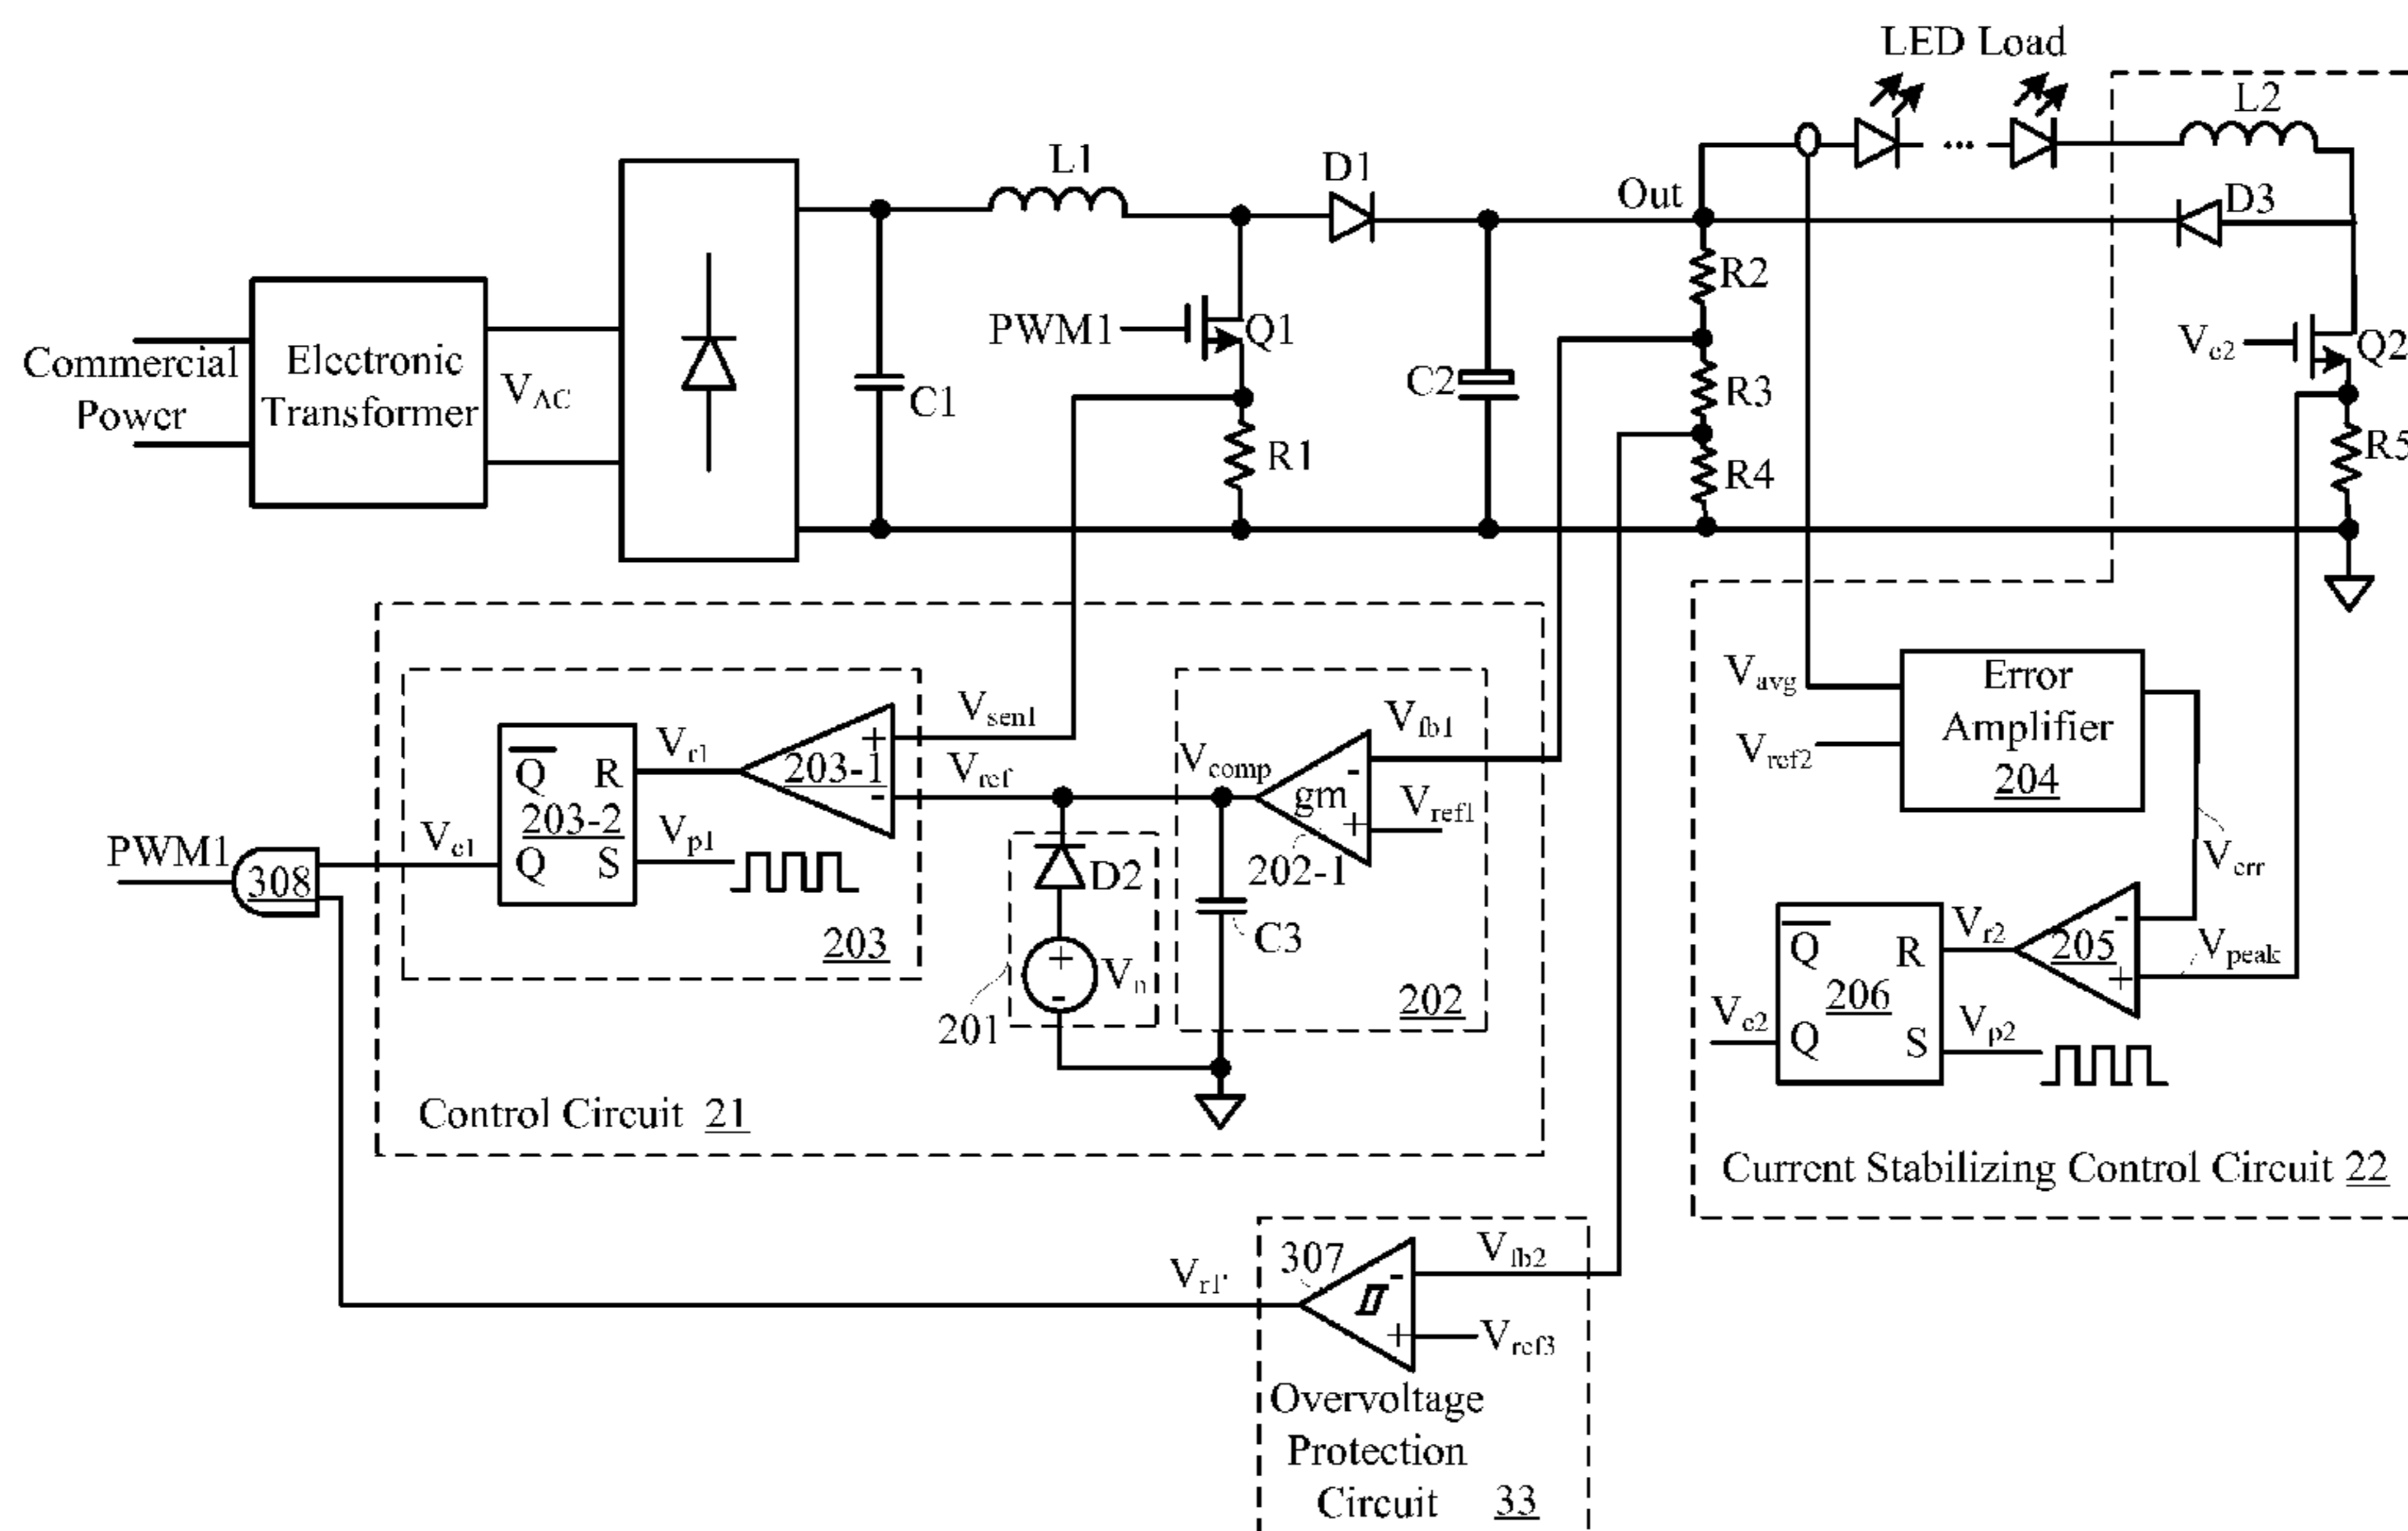 LED Load
L2
L1
D1
Out
D3
R2
Commercial
Power
Electronic
Transformer
VAC
C1
PWM1
Q1
C2
R3
Vc2
Q2
R1
R4
R5
Vavg
Error
Amplifier
204
Vref2
Verr
Q
R
Vr1
203-1
+
-
Vsen1
Vref
Vcomp
gm
-
+
Vfb1
Vref1
202-1
PWM1
308
Vc1
203-2
Q
S
Vp1
D2
C3
203
201
+
-
Vn
202
Q
R
Vr2
205
-
+
Vpeak
206
Vc2
Q
S
Vp2
Control Circuit 21
Current Stabilizing Control Circuit 22
Vr1'
307
-
+
Vfb2
Vref3
Overvoltage
Protection
Circuit 33